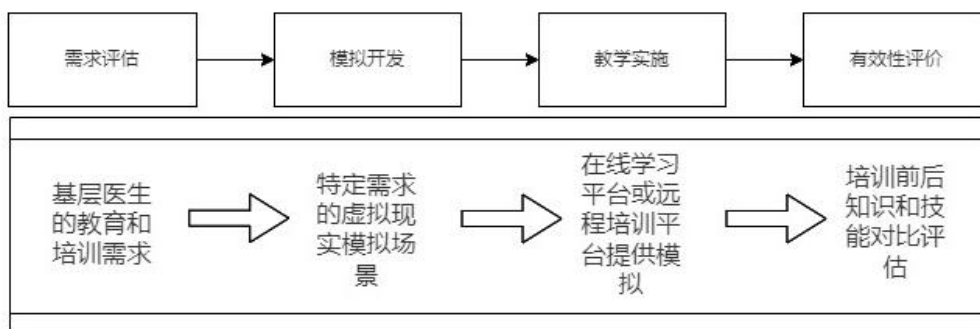 需求评估
模拟开发
教学实施
有效性评价
基层医生
的教育和
培训需求
特定需求
的虚拟现
实模拟场
景
在线学习
平台或远
程培训平
台提供模
拟
培训前后
知识和技
能对比评
估